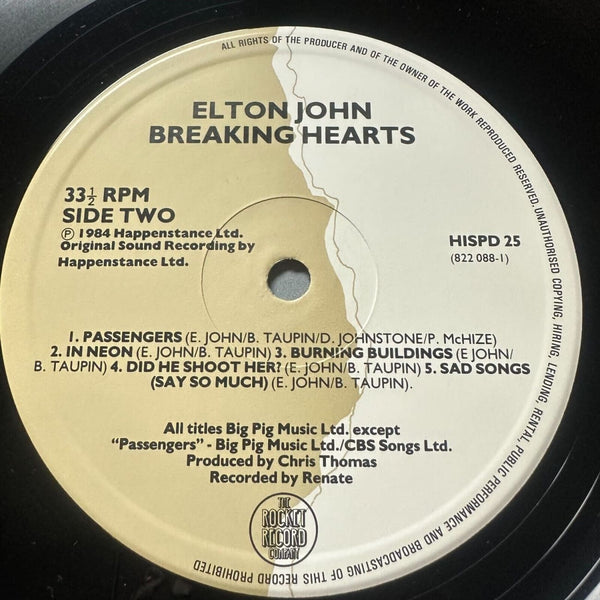 ALL RIGHTS OF THE PRODUCER AND OF THE OWNER OF THE WORK REPRODUCED RESERVED. UNAUTHORISED COPYING, HIRING, LENDING, RENTAL, PUBLIC PERFORMANCE AND BROADCASTING OF THIS RECORD PROHIBITED
ELTON JOHN
BREAKING HEARTS
33 1/2 RPM
SIDE TWO
Ⓟ 1984 Happenstance Ltd.
Original Sound Recording by
Happenstance Ltd.
HISPD 25
(822 088-1)
1. PASSENGERS (E. JOHN/B. TAUPIN/D. JOHNSTONE/P. McHIZE)
2. IN NEON (E. JOHN/B. TAUPIN) 3. BURNING BUILDINGS (E JOHN/
B. TAUPIN) 4. DID HE SHOOT HER? (E. JOHN/B. TAUPIN) 5. SAD SONGS
(SAY SO MUCH) (E. JOHN/B. TAUPIN).
All titles Big Pig Music Ltd. except
“Passengers” - Big Pig Music Ltd./CBS Songs Ltd.
Produced by Chris Thomas
Recorded by Renate
THE
ROCKET
RECORD
COMPANY